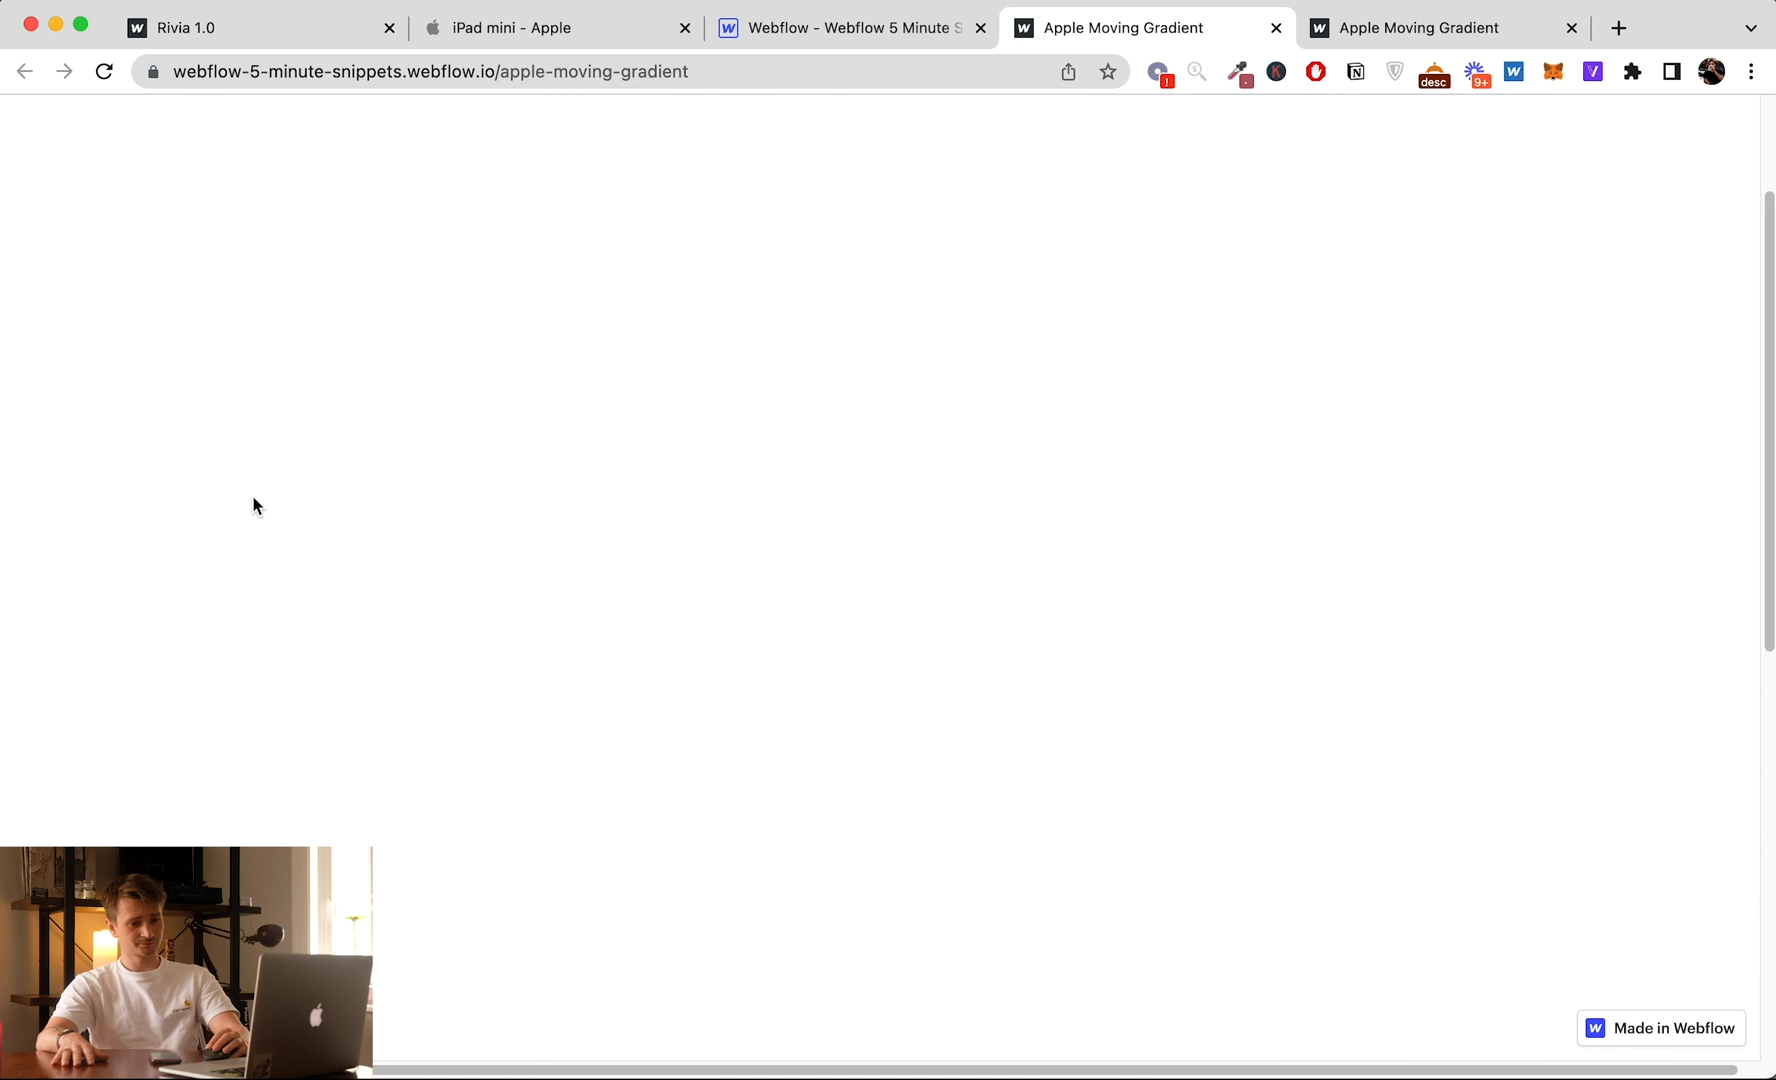 Rivia 1.0
iPad mini - Apple
Webflow - Webflow 5 Minute S
Apple Moving Gradient
Apple Moving Gradient
webflow-5-minute-snippets.webflow.io/apple-moving-gradient
desc
9+
Made in Webflow